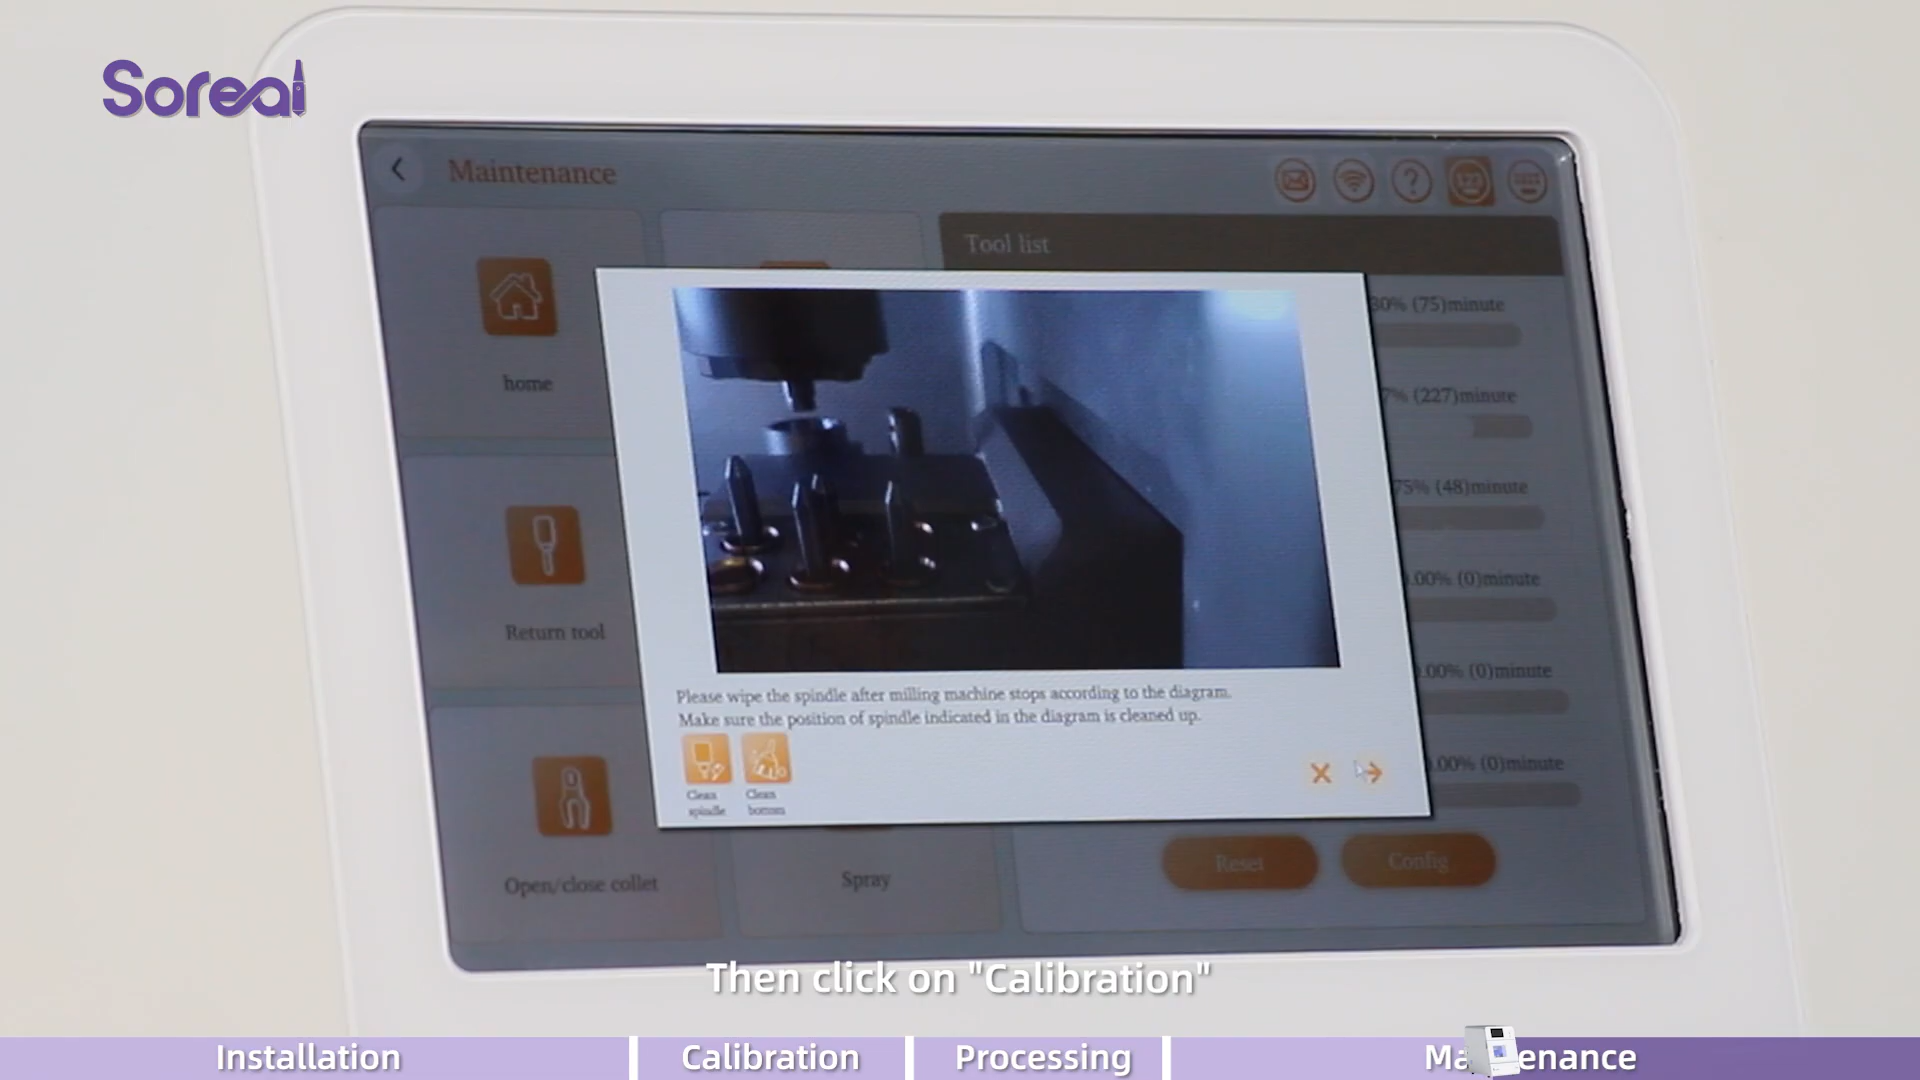 Soreal
Maintenance
Tool list
home
30% (75)minute
7% (227)minute
Return tool
75% (48)minute
.00% (0)minute
.00% (0)minute
.00% (0)minute
Please wipe the spindle after milling machine stops according to the diagram.
Make sure the position of spindle indicated in the diagram is cleaned up.
Clean
spindle
Clean
bottom
Open/close collet
Spray
Reset
Config
Then click on "Calibration"
Installation
Calibration
Processing
Maintenance